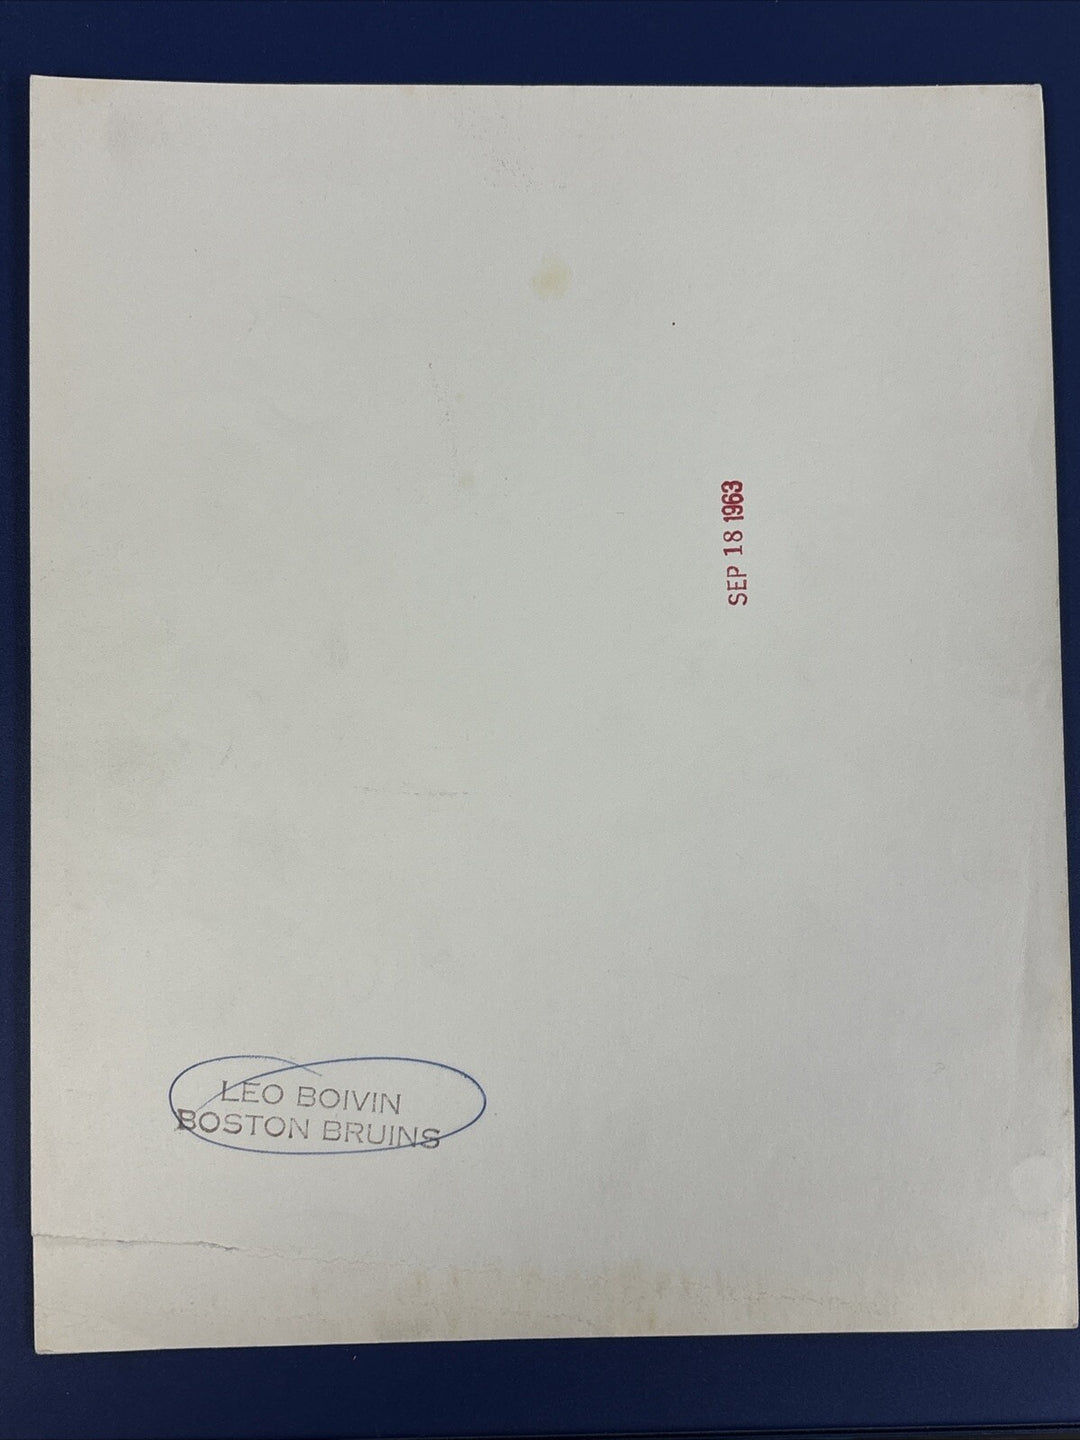 SEP 18 1963
LEO BOIVIN
BOSTON BRUINS